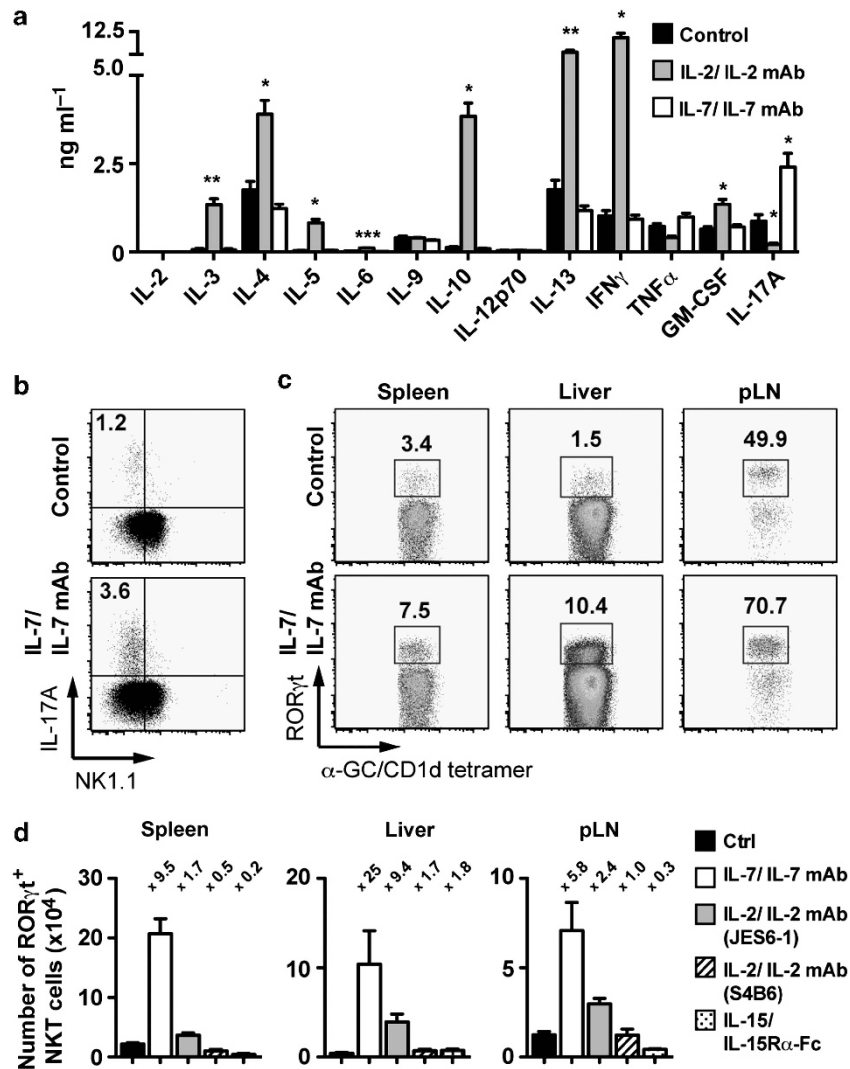 a
12.5
5.0
2.5
0
ng ml⁻¹
** * * *** * ** * * * *
Control
IL-2/ IL-2 mAb
IL-7/ IL-7 mAb
IL-2 IL-3 IL-4 IL-5 IL-6 IL-9 IL-10 IL-12p70 IL-13 IFNγ TNFα GM-CSF IL-17A
b
Control
1.2
IL-7/
IL-7 mAb
3.6
IL-17A
NK1.1
c
Spleen Liver pLN
Control
3.4 1.5 49.9
IL-7/
IL-7 mAb
7.5 10.4 70.7
RORγt
α-GC/CD1d tetramer
d
Number of RORγt⁺
NKT cells (x10⁴)
Spleen
30
20
10
0
x 9.5 x 1.7 x 0.5 x 0.2
Liver
20
10
0
x 25 x 9.4 x 1.7 x 1.8
pLN
10
5
0
x 5.8 x 2.4 x 1.0 x 0.3
Ctrl
IL-7/ IL-7 mAb
IL-2/ IL-2 mAb
(JES6-1)
IL-2/ IL-2 mAb
(S4B6)
IL-15/
IL-15Rα-Fc